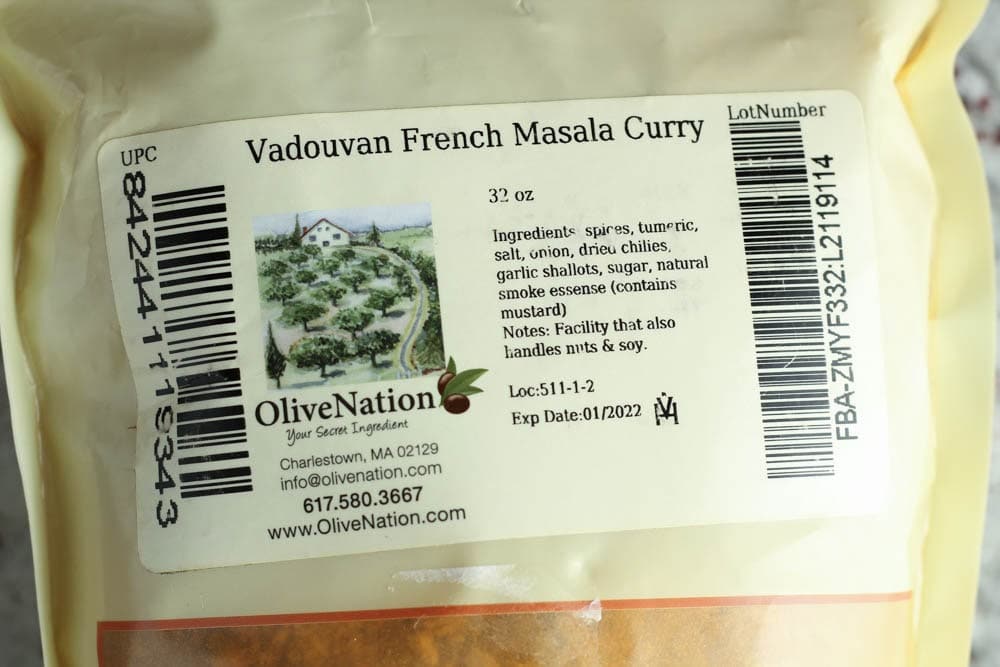 UPC
842441119343
Vadouvan French Masala Curry
LotNumber
FBA-ZMYF332:L2119114
32 oz
Ingredients spices, tumeric,
salt, onion, dried chilies,
garlic shallots, sugar, natural
smoke essense (contains
mustard)
Notes: Facility that also
handles nuts & soy.
Loc:511-1-2
Exp Date:01/2022
OliveNation
Your Secret Ingredient
Charlestown, MA 02129
info@olivenation.com
617.580.3667
www.OliveNation.com